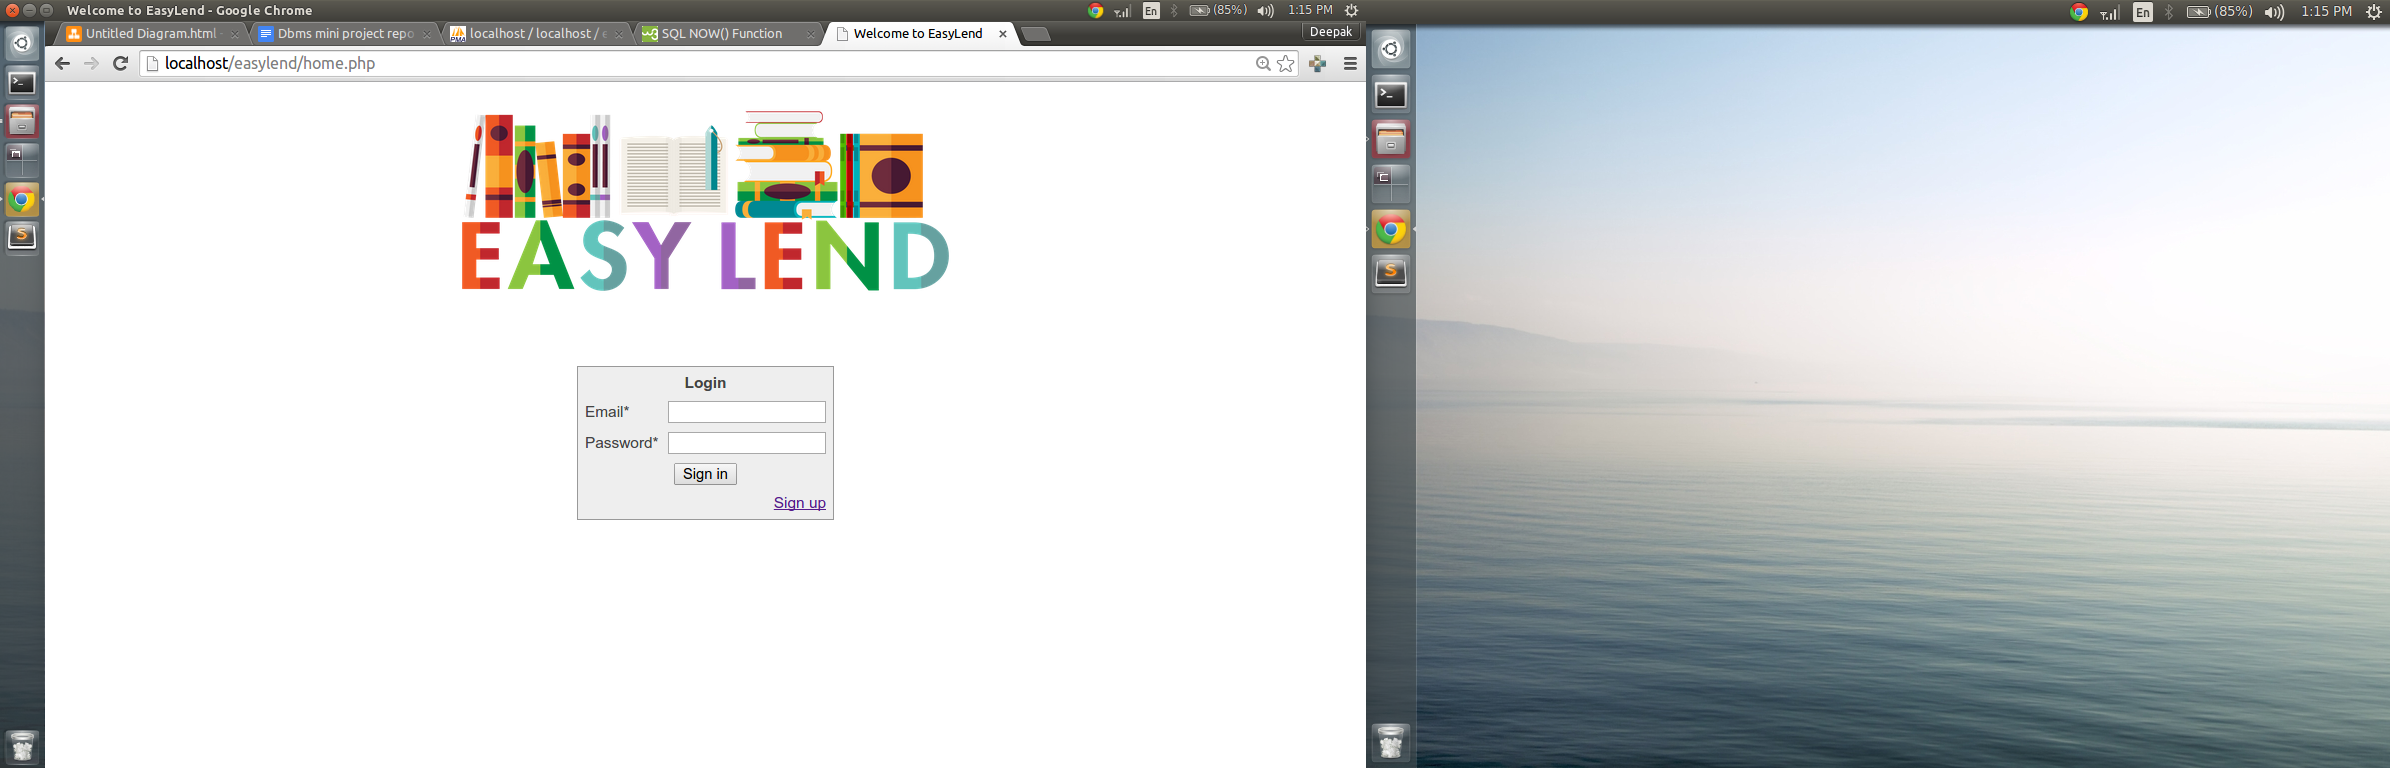 Welcome to EasyLend - Google Chrome
En
(85%)
1:15 PM
En
(85%)
1:15 PM
Untitled Diagram.html
Dbms mini project repo
localhost / localhost / e
SQL NOW() Function
Welcome to EasyLend
Deepak
localhost/easylend/home.php
EASY LEND
Login
Email*
Password*
Sign in
Sign up